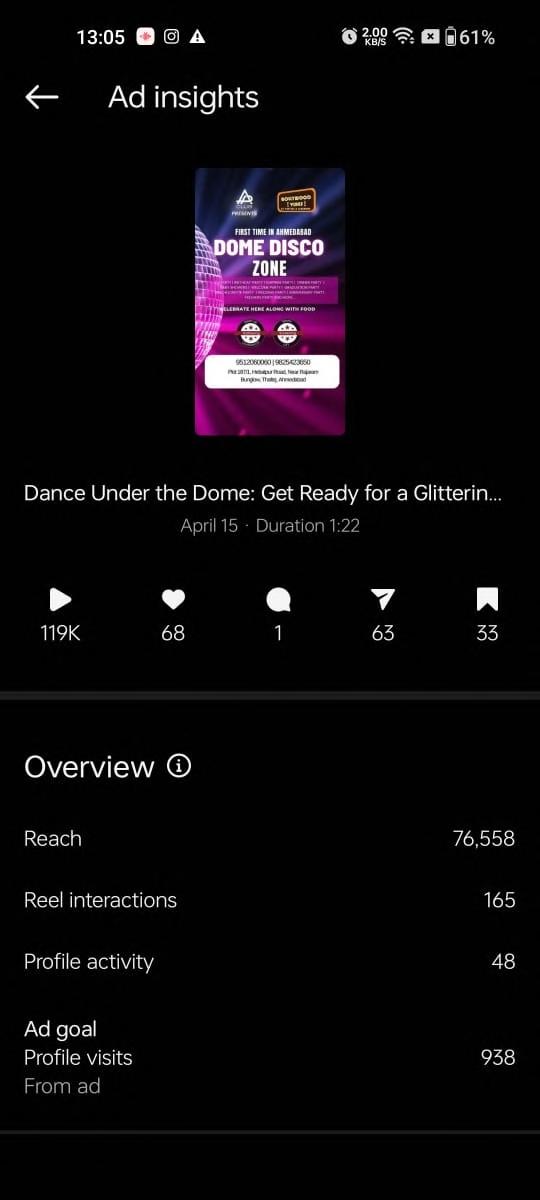 13:05
2.00
KB/S
61%
Ad insights
PRESENTS
BOLLYWOOD
FIRST TIME IN AHMEDABAD
DOME DISCO
ZONE
CELEBRATE HERE ALONG WITH FOOD
9512060060 | 9825423650
Plot 187/1, Hebatpur Road, Near Rajwam
Bunglow, Thaltej, Ahmedabad
Dance Under the Dome: Get Ready for a Glitterin...
April 15 · Duration 1:22
119K
68
1
63
33
Overview
Reach
76,558
Reel interactions
165
Profile activity
48
Ad goal
Profile visits
938
From ad